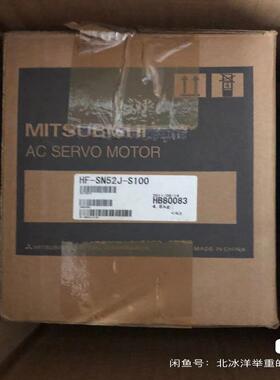 MITSUBISHI
AC SERVO MOTOR
HF-SN52J-S100
HB80083
MADE IN CHINA
闲鱼号：北冰洋举重的